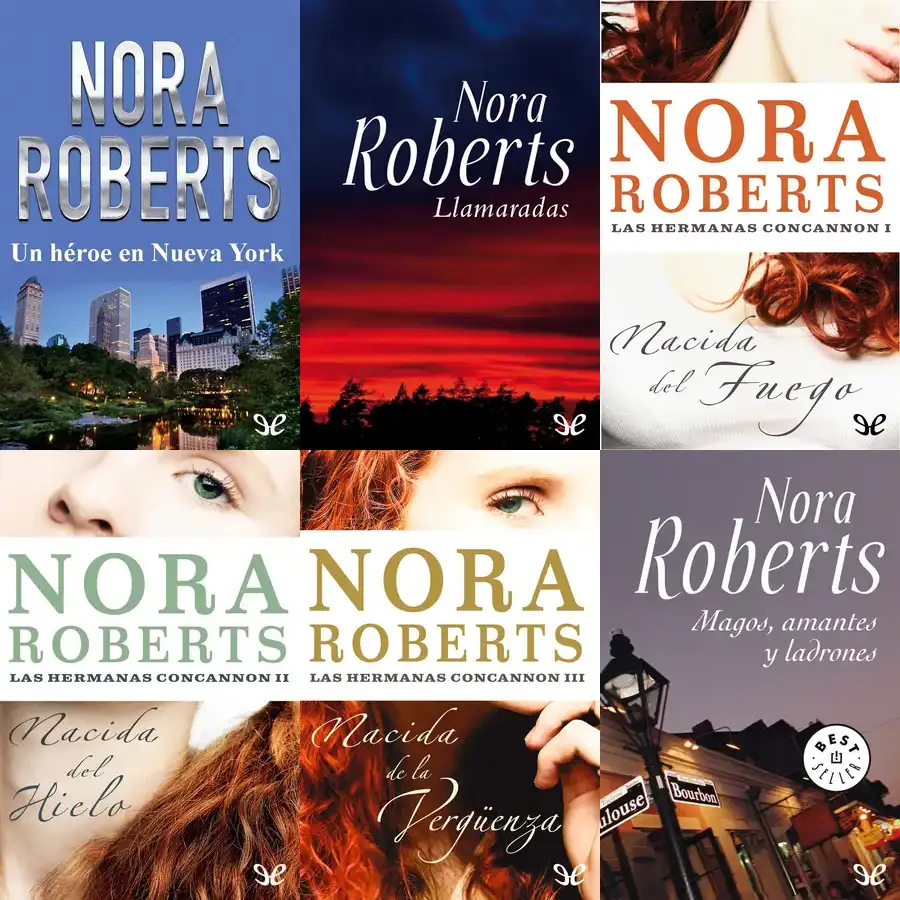 NORA
ROBERTS
Un héroe en Nueva York
Nora
Roberts
Llamaradas
NORA
ROBERTS
LAS HERMANAS CONCANNON I
Nacida
del Fuego
NORA
ROBERTS
LAS HERMANAS CONCANNON II
Nacida
del
Hielo
NORA
ROBERTS
LAS HERMANAS CONCANNON III
Nacida
de la
Vergüenza
Nora
Roberts
Magos, amantes
y ladrones
BEST
SELLER
ulouse
Bourbon